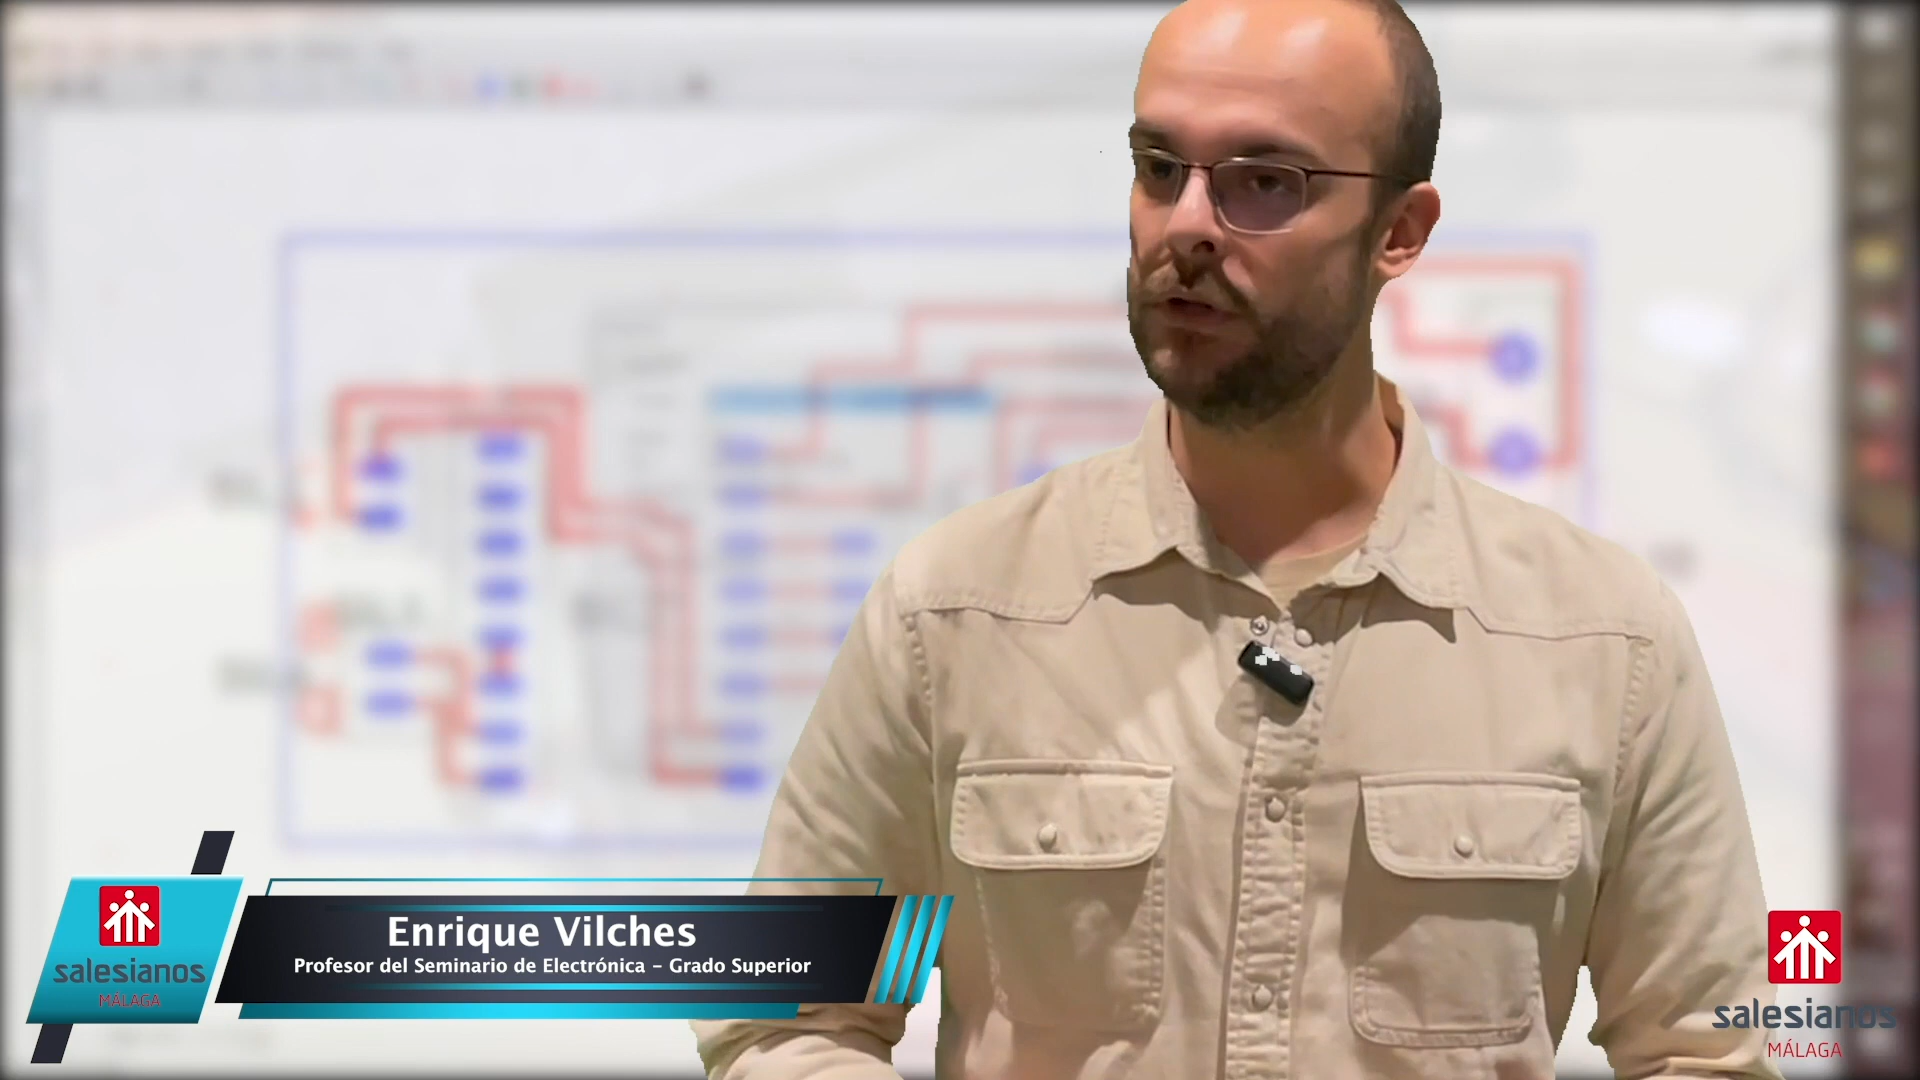 Enrique Vilches
Profesor del Seminario de Electrónica – Grado Superior
salesianos
MÁLAGA
salesianos
MÁLAGA